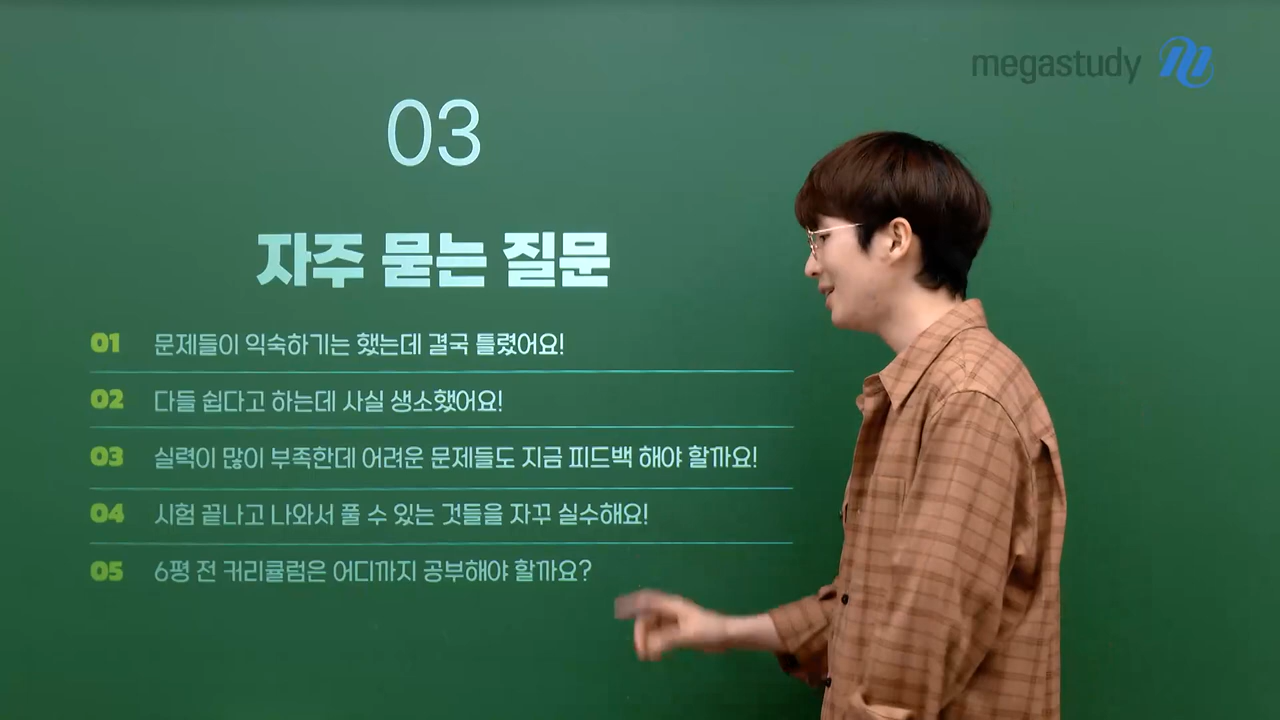 megastudy
03
자주 묻는 질문
01 문제들이 익숙하기는 했는데 결국 틀렸어요!
02 다들 쉽다고 하는데 사실 생소했어요!
03 실력이 많이 부족한데 어려운 문제들도 지금 피드백 해야 할까요!
04 시험 끝나고 나와서 풀 수 있는 것들을 자꾸 실수해요!
05 6평 전 커리큘럼은 어디까지 공부해야 할까요?